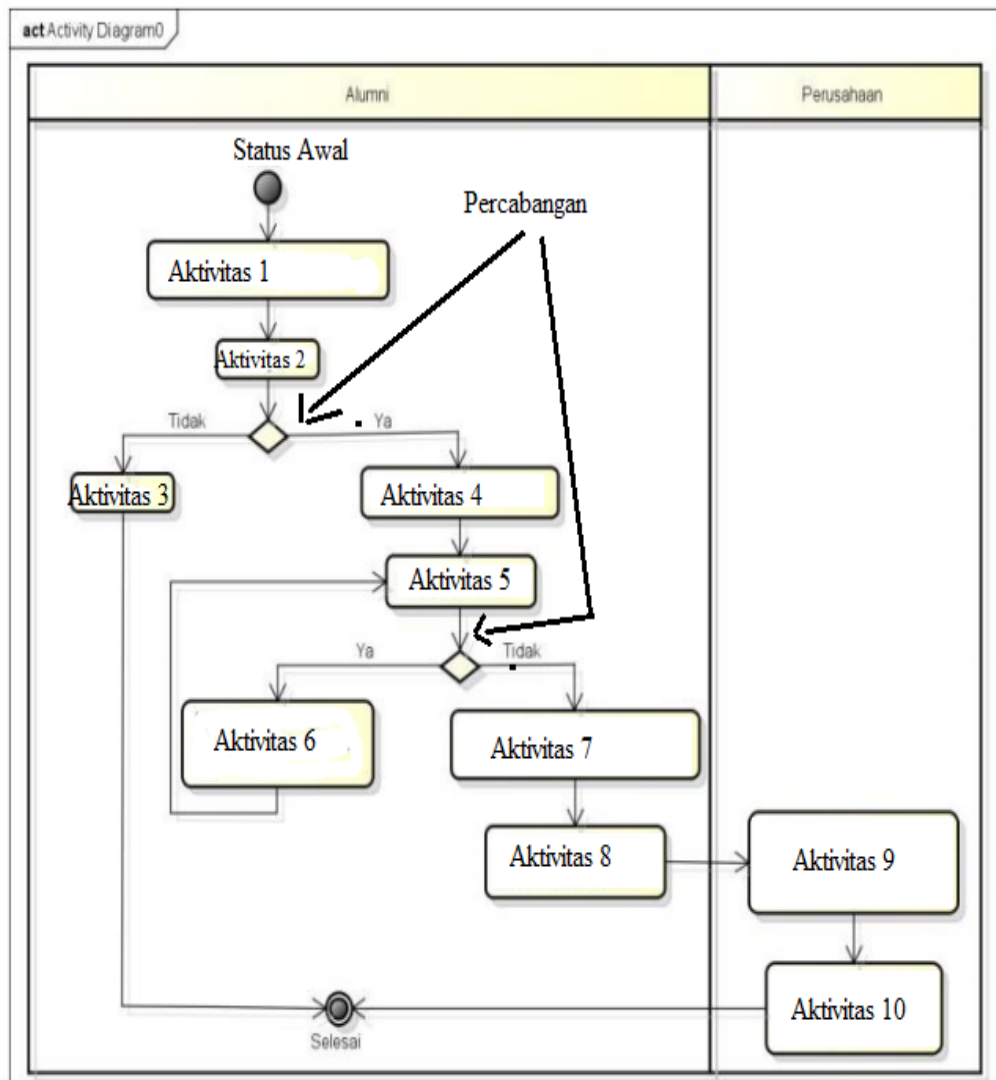 act Activity Diagram0
Alumni
Perusahaan
Status Awal
Percabangan
Aktivitas 1
Aktivitas 2
Tidak
Ya
Aktivitas 3
Aktivitas 4
Aktivitas 5
Ya
Tidak
Aktivitas 6
Aktivitas 7
Aktivitas 8
Aktivitas 9
Aktivitas 10
Selesai